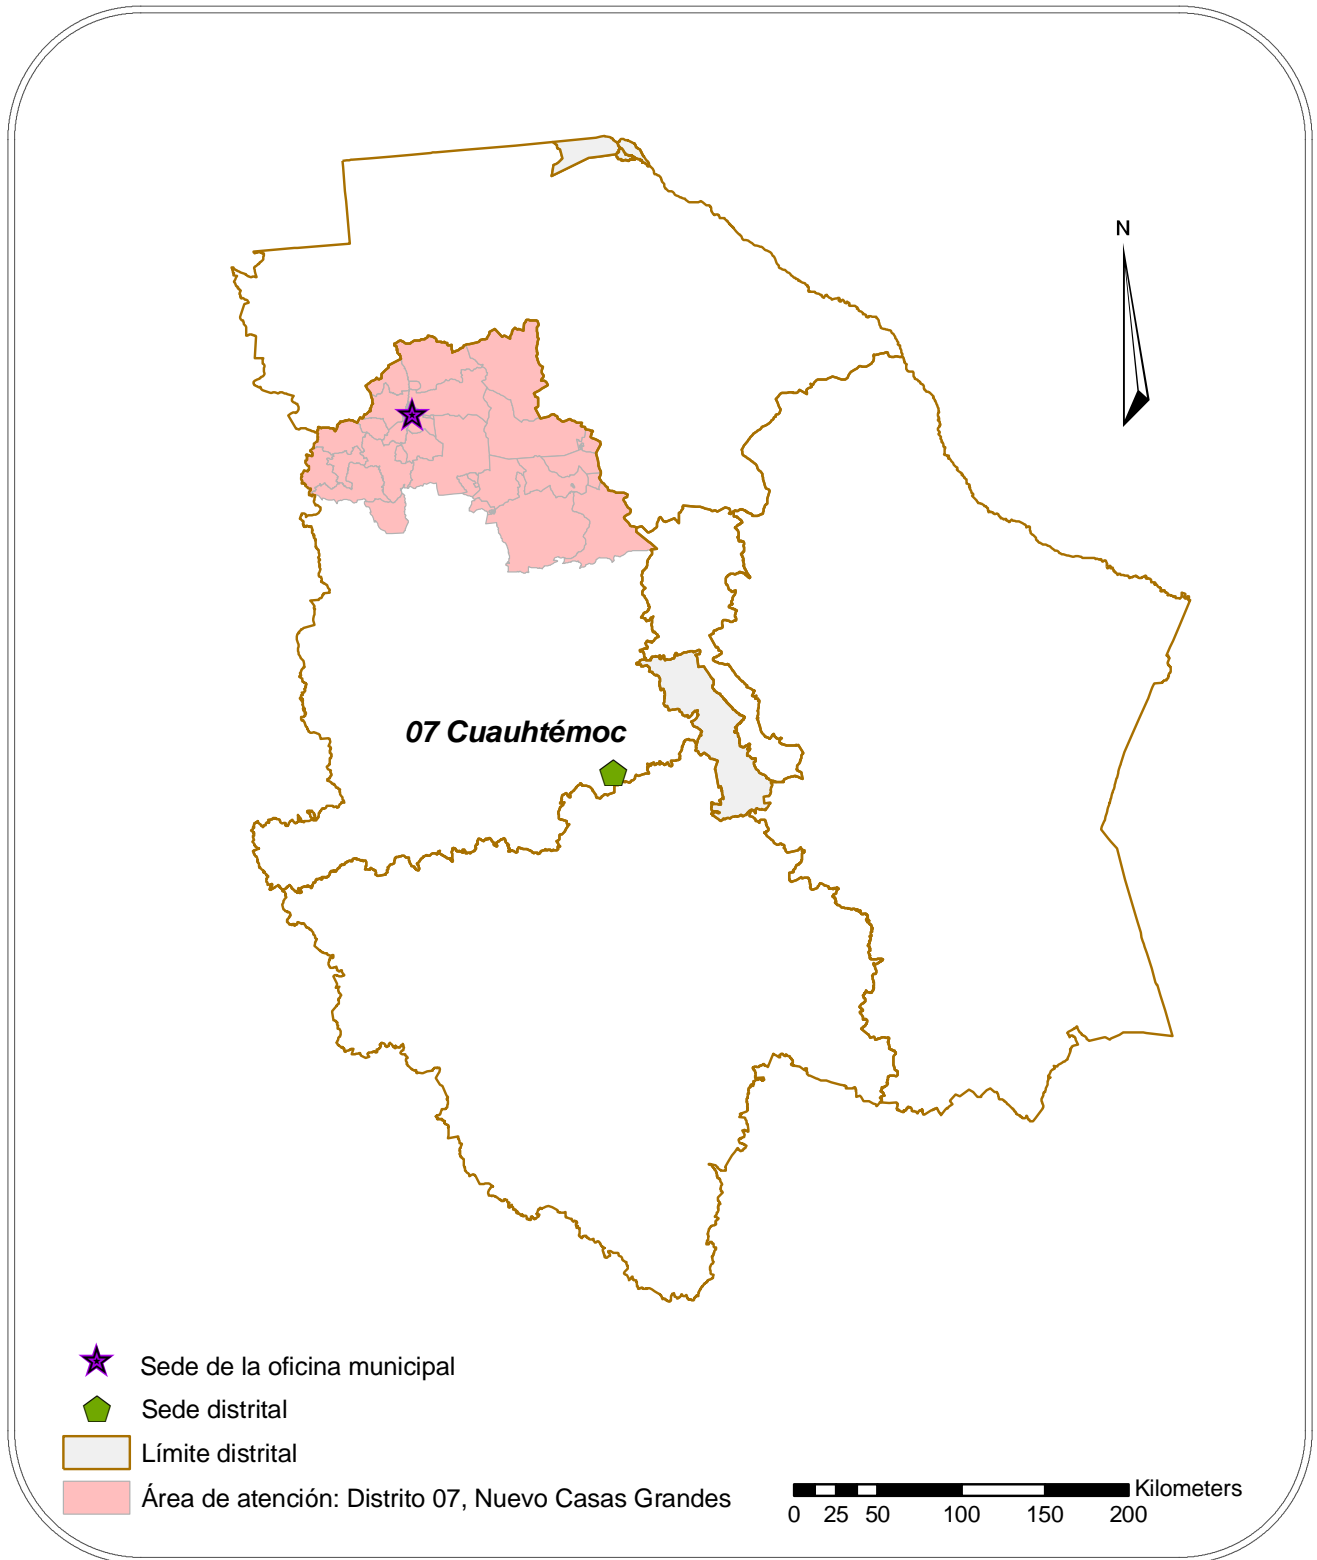 N
07 Cuauhtémoc
Sede de la oficina municipal
Sede distrital
Límite distrital
Área de atención: Distrito 07, Nuevo Casas Grandes
Kilometers
0 25 50 100 150 200